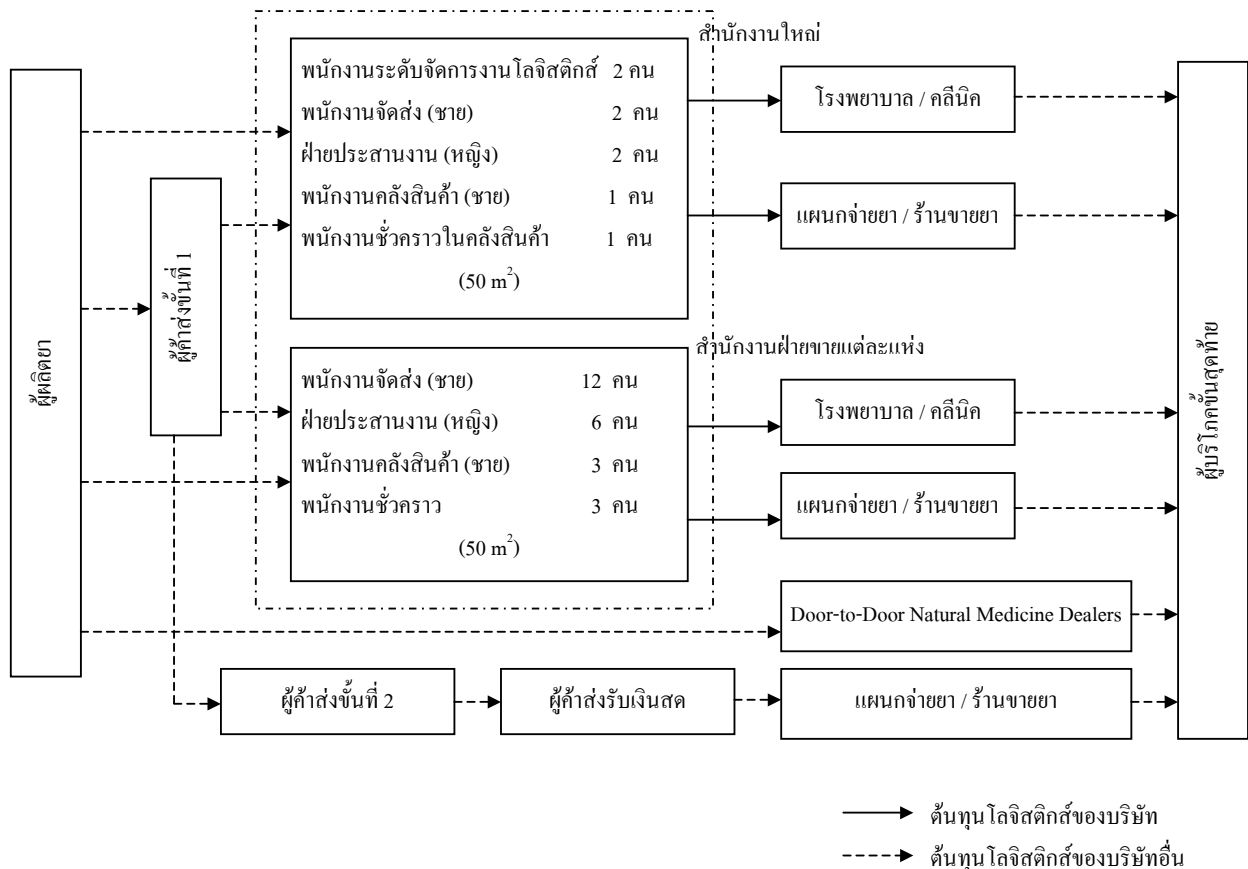 สำนักงานใหญ่
พนักงานระดับจัดการงานโลจิสติกส์ 2 คน
พนักงานจัดส่ง (ชาย) 2 คน
ฝ่ายประสานงาน (หญิง) 2 คน
พนักงานคลังสินค้า (ชาย) 1 คน
พนักงานชั่วคราวในคลังสินค้า 1 คน
(50 m²)
โรงพยาบาล / คลีนิค
แผนกจ่ายยา / ร้านขายยา
ผู้ผลิตยา
ผู้ค้าส่งขั้นที่ 1
ผู้บริโภคขั้นสุดท้าย
สำนักงานฝ่ายขายแต่ละแห่ง
พนักงานจัดส่ง (ชาย) 12 คน
ฝ่ายประสานงาน (หญิง) 6 คน
พนักงานคลังสินค้า (ชาย) 3 คน
พนักงานชั่วคราว 3 คน
(50 m²)
โรงพยาบาล / คลีนิค
แผนกจ่ายยา / ร้านขายยา
Door-to-Door Natural Medicine Dealers
ผู้ค้าส่งขั้นที่ 2
ผู้ค้าส่งรับเงินสด
แผนกจ่ายยา / ร้านขายยา
ต้นทุนโลจิสติกส์ของบริษัท
ต้นทุนโลจิสติกส์ของบริษัทอื่น